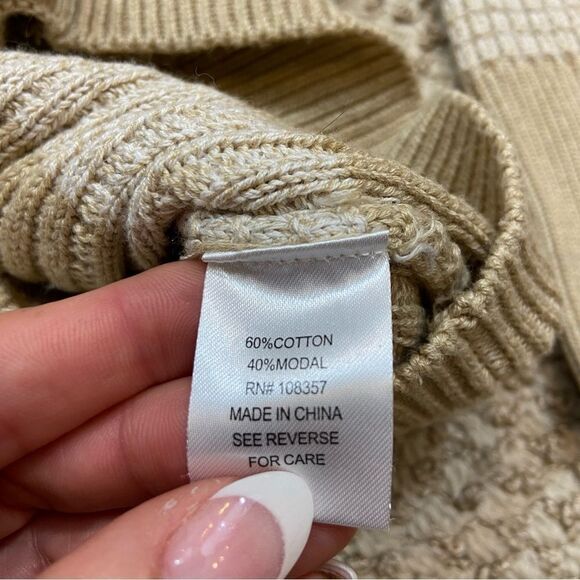 60%COTTON
40%MODAL
RN# 108357
MADE IN CHINA
SEE REVERSE
FOR CARE